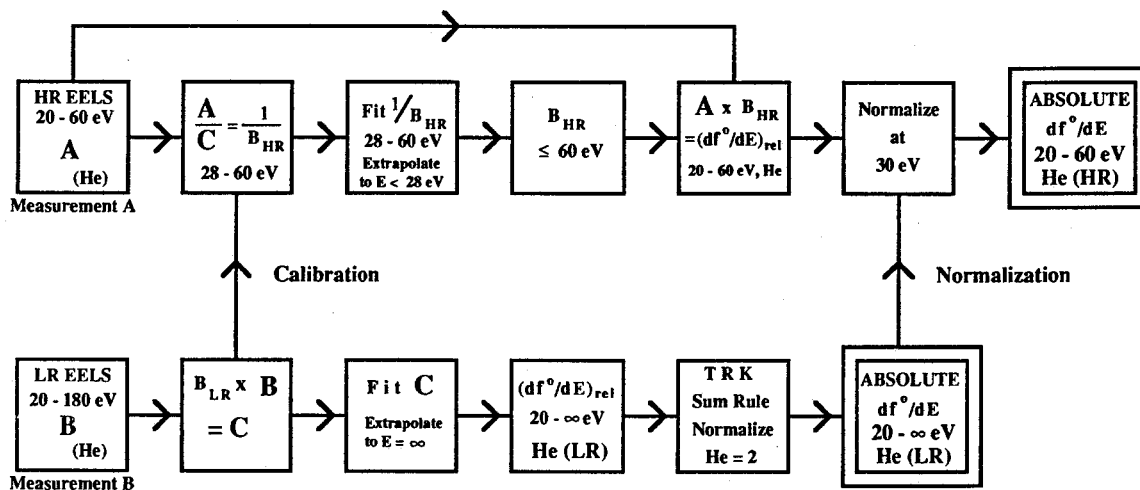 HR EELS
20 - 60 eV
A
(He)
Measurement A
A/C = 1/B_HR
28 - 60 eV
Fit 1/B_HR
28 - 60 eV
Extrapolate
to E < 28 eV
B_HR
≤ 60 eV
A x B_HR
=(df°/dE)_rel
20 - 60 eV, He
Normalize
at
30 eV
ABSOLUTE
df°/dE
20 - 60 eV
He (HR)
Calibration
Normalization
LR EELS
20 - 180 eV
B
(He)
Measurement B
B_LR x B
= C
Fit C
Extrapolate
to E = ∞
(df°/dE)_rel
20 - ∞ eV
He (LR)
T R K
Sum Rule
Normalize
He = 2
ABSOLUTE
df°/dE
20 - ∞ eV
He (LR)